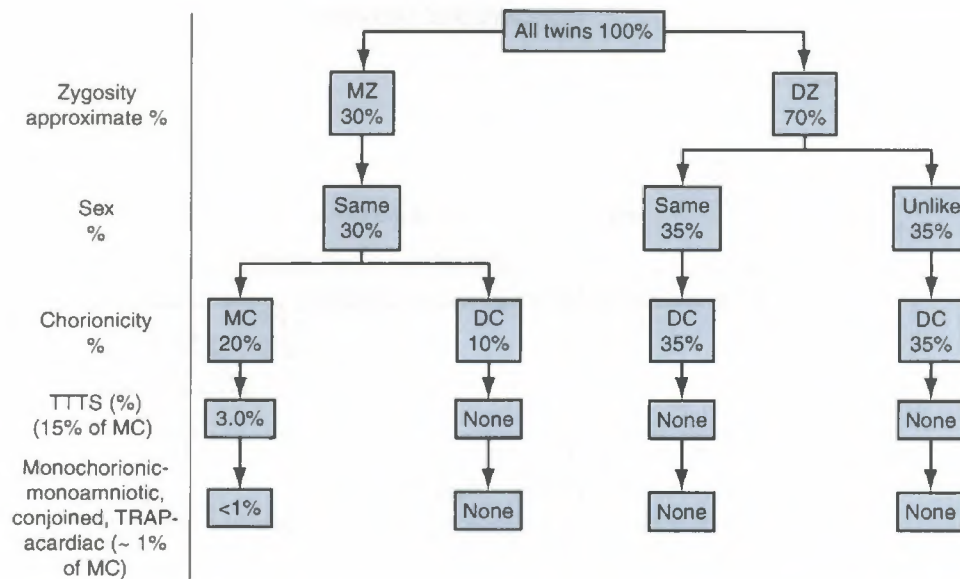 All twins 100%
Zygosity
approximate %
MZ
30%
DZ
70%
Sex
%
Same
30%
Same
35%
Unlike
35%
Chorionicity
%
MC
20%
DC
10%
DC
35%
DC
35%
TTTS (%)
(15% of MC)
3.0%
None
None
None
Monochorionic-
monoamniotic,
conjoined, TRAP-
acardiac (~ 1%
of MC)
<1%
None
None
None